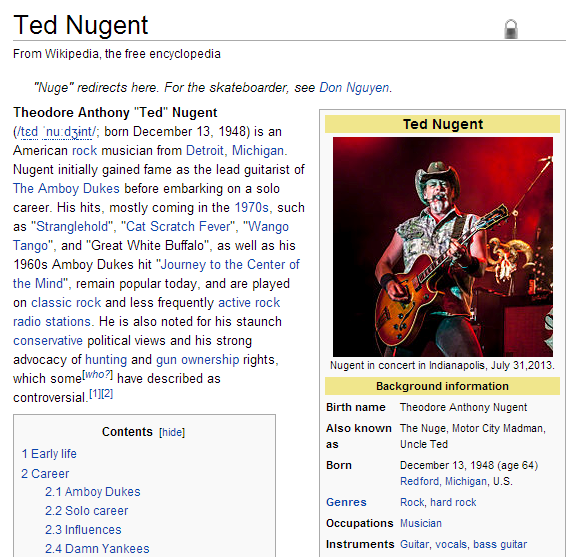 Ted Nugent
From Wikipedia, the free encyclopedia
"Nuge" redirects here. For the skateboarder, see Don Nguyen.
Theodore Anthony "Ted" Nugent
(/tɛd ˈnuːdʒɨnt/; born December 13, 1948) is an
American rock musician from Detroit, Michigan.
Nugent initially gained fame as the lead guitarist of
The Amboy Dukes before embarking on a solo
career. His hits, mostly coming in the 1970s, such
as "Stranglehold", "Cat Scratch Fever", "Wango
Tango", and "Great White Buffalo", as well as his
1960s Amboy Dukes hit "Journey to the Center of
the Mind", remain popular today, and are played
on classic rock and less frequently active rock
radio stations. He is also noted for his staunch
conservative political views and his strong
advocacy of hunting and gun ownership rights,
which some[who?] have described as
controversial.[1][2]
Contents [hide]
1 Early life
2 Career
2.1 Amboy Dukes
2.2 Solo career
2.3 Influences
2.4 Damn Yankees
Ted Nugent
Nugent in concert in Indianapolis, July 31,2013.
Background information
Birth name Theodore Anthony Nugent
Also known The Nuge, Motor City Madman,
as Uncle Ted
Born December 13, 1948 (age 64)
Redford, Michigan, U.S.
Genres Rock, hard rock
Occupations Musician
Instruments Guitar, vocals, bass guitar